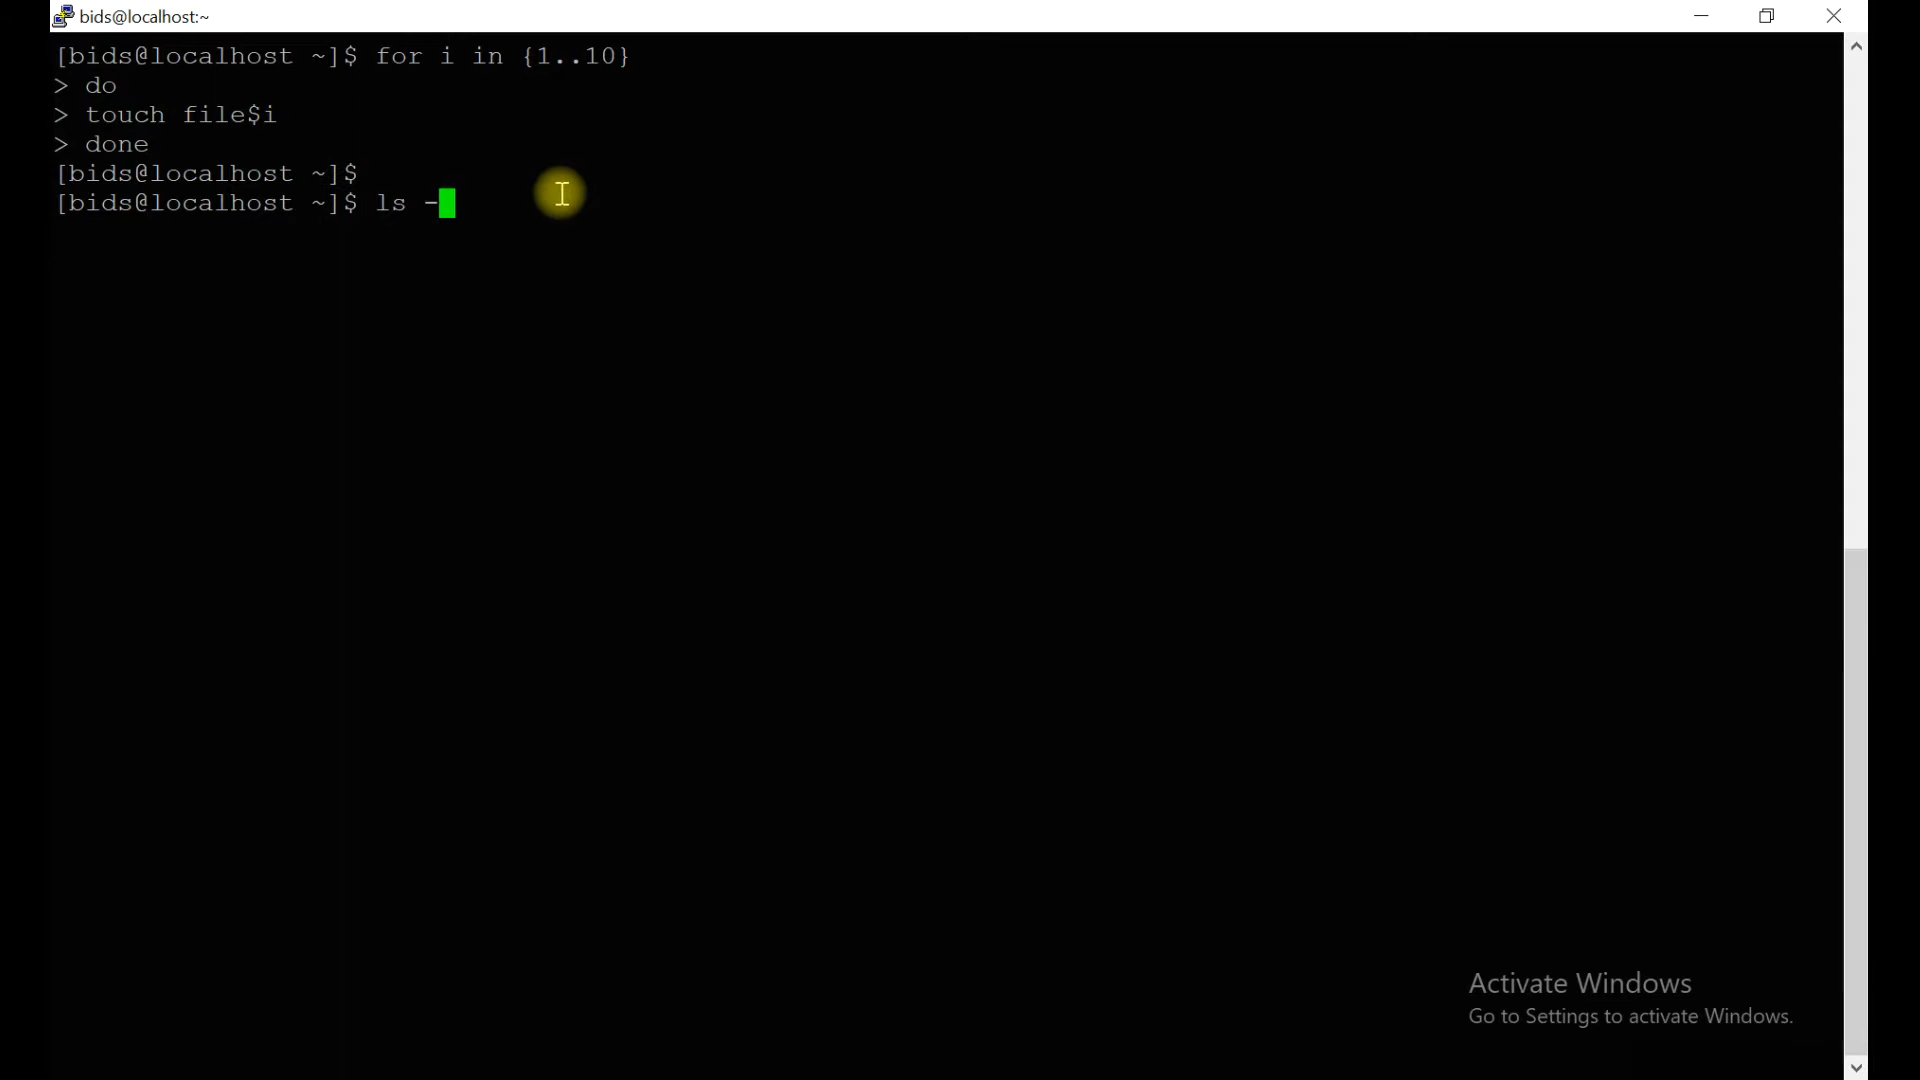 bids@localhost:~
[bids@localhost ~]$ for i in {1..10}
> do
> touch file$i
> done
[bids@localhost ~]$
[bids@localhost ~]$ ls -
Activate Windows
Go to Settings to activate Windows.